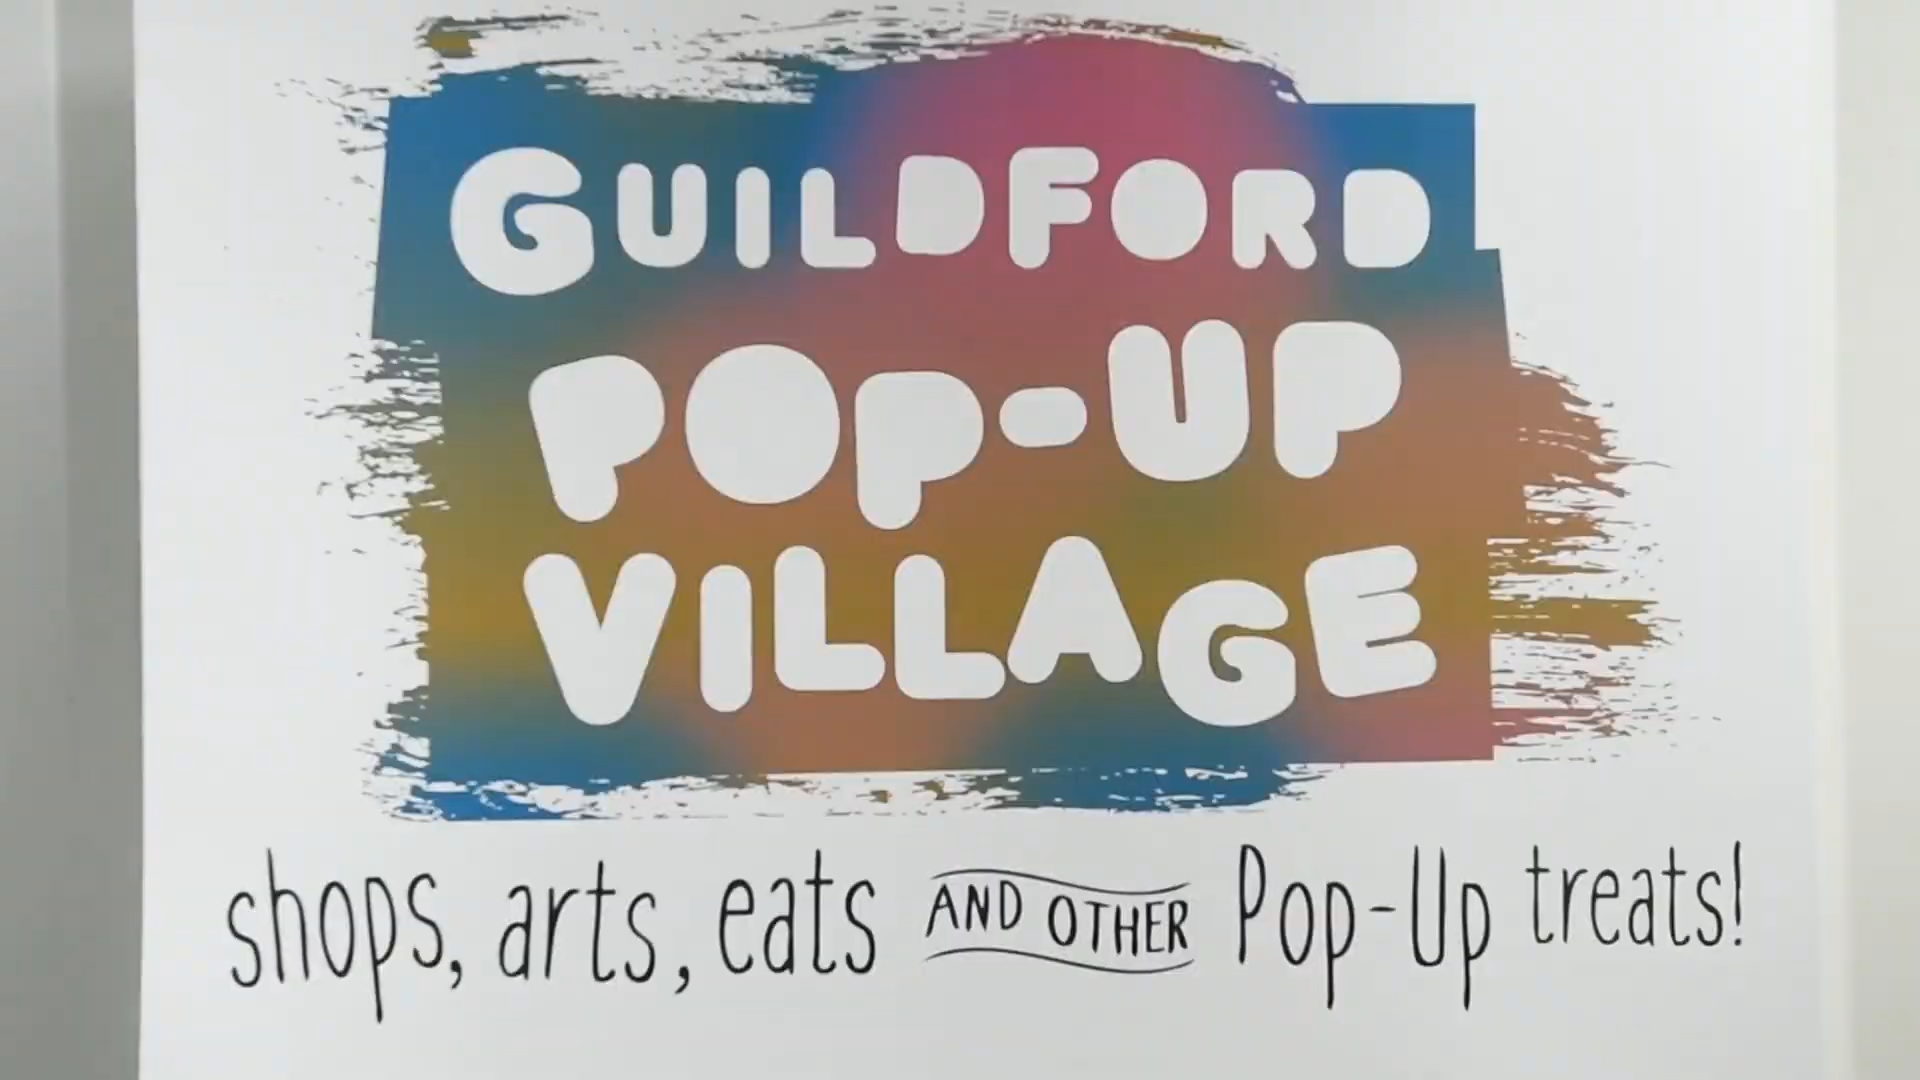 GUILDFORD
POP-UP
VILLAGE
shops, arts, eats AND OTHER Pop-Up treats!